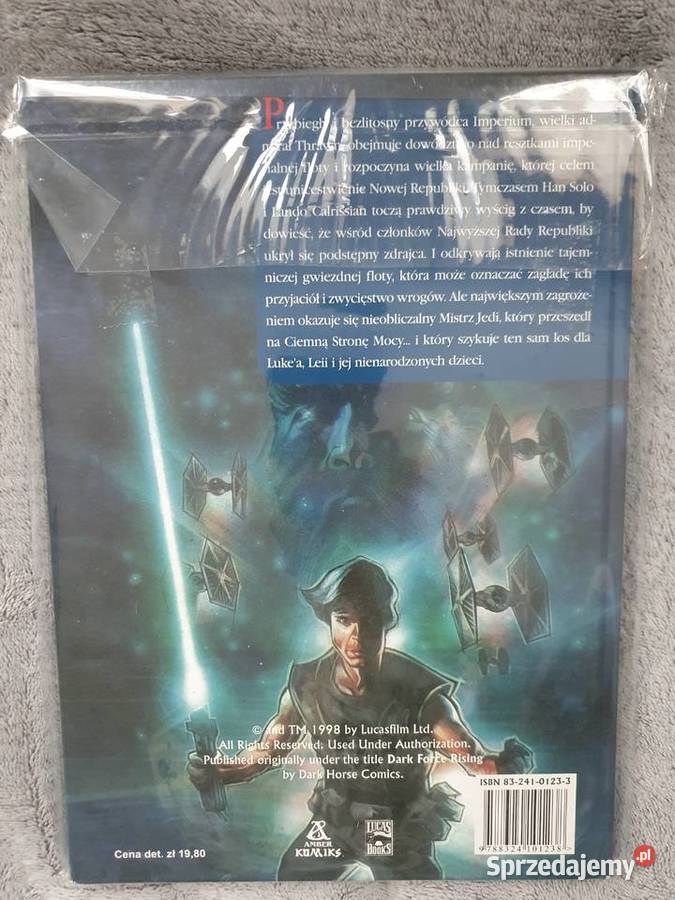 Przebiegły i bezlitosny przywódca Imperium, wielki ad-
mirał Thrawn, obejmuje dowództwo nad resztkami impe-
rialnej floty i rozpoczyna wielką kampanię, której celem
jest unicestwienie Nowej Republiki. Tymczasem Han Solo
i Lando Calrissian toczą prawdziwy wyścig z czasem, by
dowieść, że wśród członków Najwyższej Rady Republiki
ukrył się podstępny zdrajca. I odkrywają istnienie tajem-
niczej gwiezdnej floty, która może oznaczać zagładę ich
przyjaciół i zwycięstwo wrogów. Ale największym zagroże-
niem okazuje się nieobliczalny Mistrz Jedi, który przeszedł
na Ciemną Stronę Mocy... i który szykuje ten sam los dla
Luke'a, Leii i jej nienarodzonych dzieci.
© and TM 1998 by Lucasfilm Ltd.
All Rights Reserved. Used Under Authorization.
Published originally under the title Dark Force Rising
by Dark Horse Comics.
ISBN 83-241-0123-3
9788324101238>
Cena det. zł 19,80
AMBER
KOMIKS
LUCAS
BOOKS
Sprzedajemy.pl